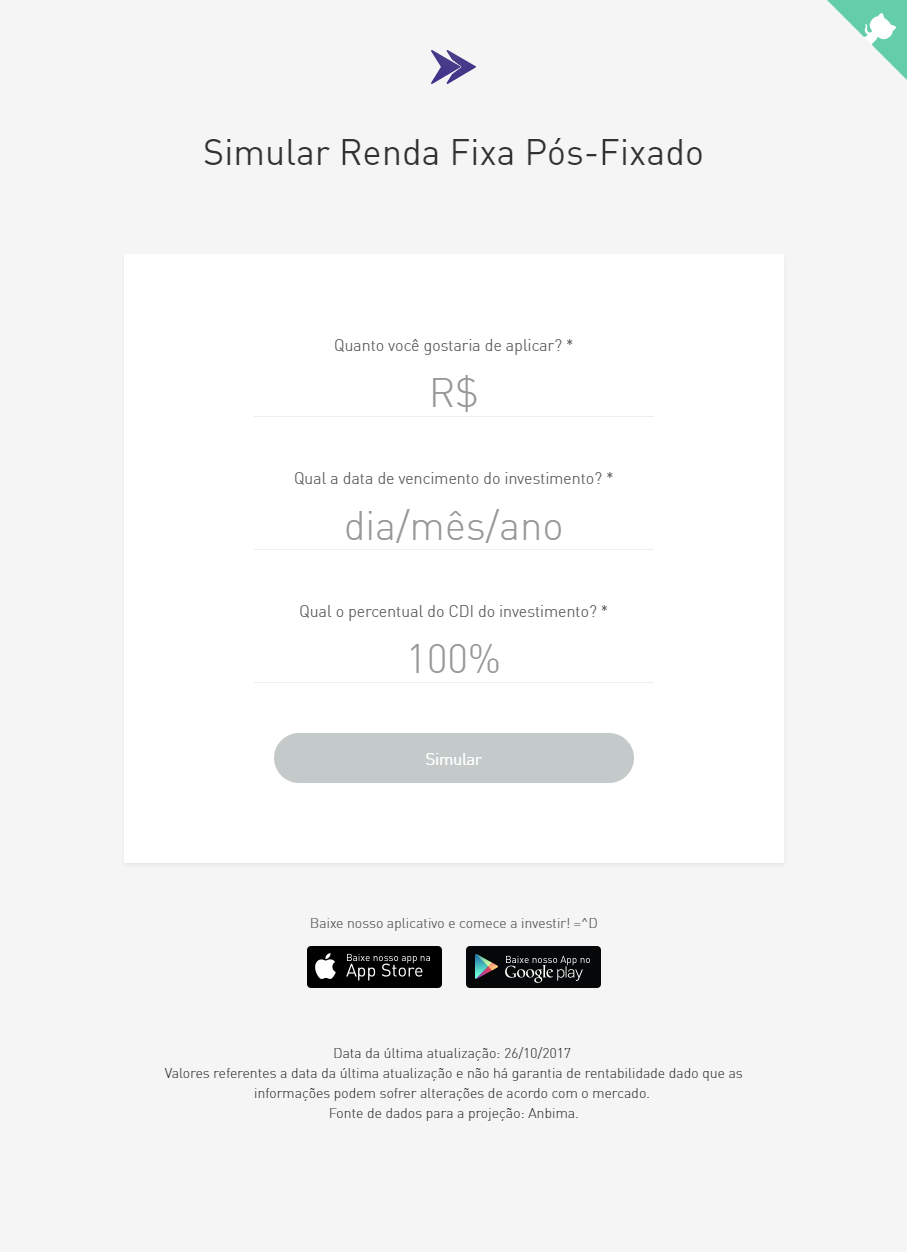 Simular Renda Fixa Pós-Fixado
Quanto você gostaria de aplicar? *
R$
Qual a data de vencimento do investimento? *
dia/mês/ano
Qual o percentual do CDI do investimento? *
100%
Simular
Baixe nosso aplicativo e comece a investir! =^D
Baixe nosso app na
App Store
Baixe nosso App no
Google play
Data da última atualização: 26/10/2017
Valores referentes a data da última atualização e não há garantia de rentabilidade dado que as
informações podem sofrer alterações de acordo com o mercado.
Fonte de dados para a projeção: Anbima.